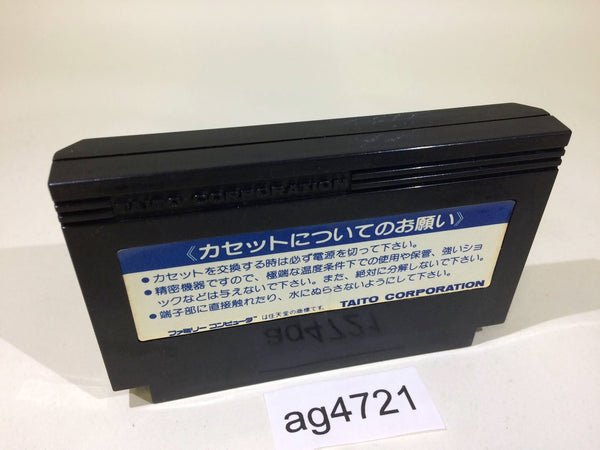 TAITO CORPORATION
《カセットについてのお願い》
●カセットを交換する時は必ず電源を切って下さい。
●精密機器ですので、極端な温度条件下での使用や保管、強いショ
ックなどは与えないで下さい。また、絶対に分解しないで下さい。
●端子部に直接触れたり、水にぬらさないようにして下さい。
ファミリーコンピュータ™は任天堂の商標です。 TAITO CORPORATION
ag4721
ag4721